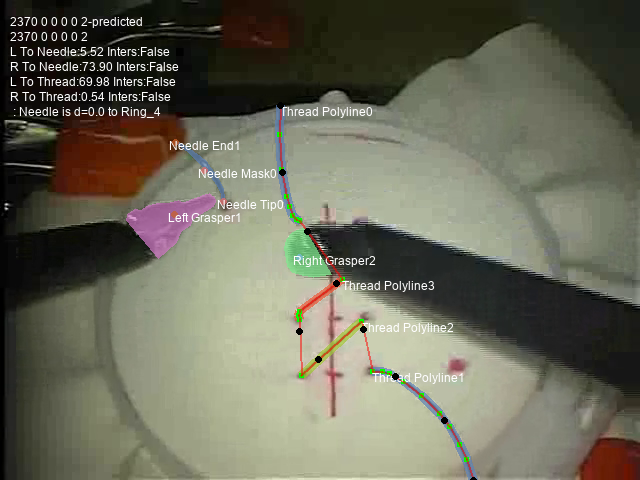 2370 0 0 0 0 2-predicted
2370 0 0 0 0 2
L To Needle:5.52 Inters:False
R To Needle:73.90 Inters:False
L To Thread:69.98 Inters:False
R To Thread:0.54 Inters:False
: Needle is d=0.0 to Ring_4
Thread Polyline0
Needle End1
Needle Mask0
Needle Tip0
Left Grasper1
Right Grasper2
Thread Polyline3
Thread Polyline2
Thread Polyline1